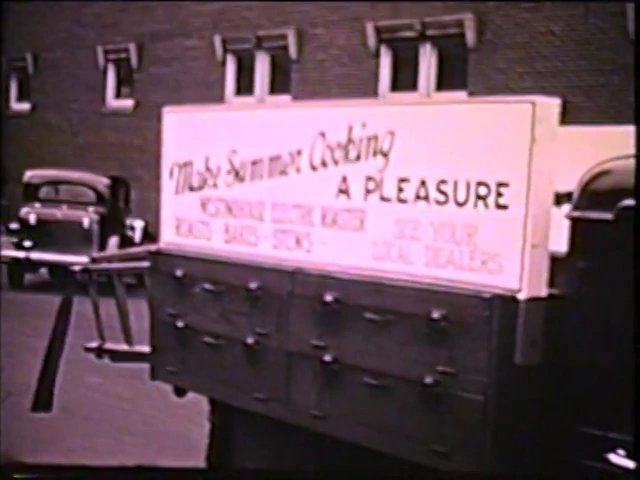 Make Summer Cooking
A PLEASURE
WESTINGHOUSE ELECTRIC ROASTER
ROASTS - BAKES - STEWS
SEE YOUR
LOCAL DEALERS